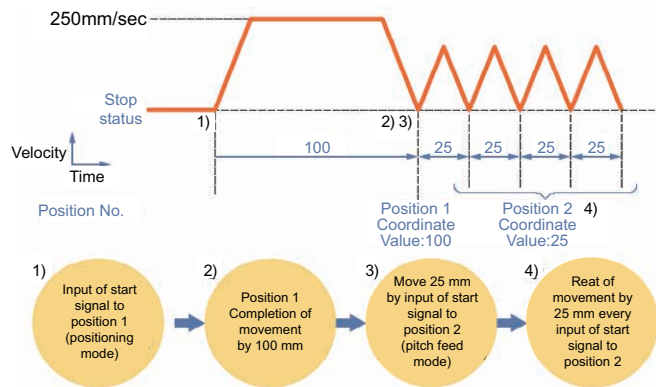 250mm/sec
Stop
status
1)
2) 3)
Velocity
Time
100
25
25
25
25
Position No.
Position 1
Coordinate
Value:100
Position 2
Coordinate
Value:25
4)
1)
Input of start
signal to
position 1
(positioning
mode)
2)
Position 1
Completion of
movement
by 100 mm
3)
Move 25 mm
by input of start
signal to
position 2
(pitch feed
mode)
4)
Reat of
movement by
25 mm every
input of start
signal to
position 2